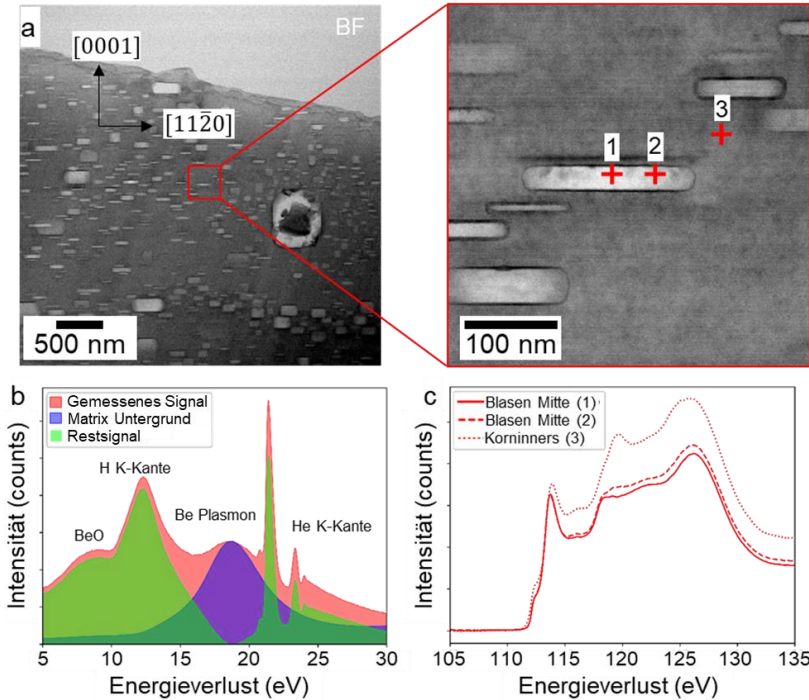 a
BF
[0001]
[112̅0]
500 nm
1
2
3
100 nm
b
Gemessenes Signal
Matrix Untergrund
Restsignal
H K-Kante
BeO
Be Plasmon
He K-Kante
Intensität (counts)
5
10
15
20
25
30
Energieverlust (eV)
c
Blasen Mitte (1)
Blasen Mitte (2)
Korninners (3)
Intensität (counts)
105
110
115
120
125
130
135
Energieverlust (eV)